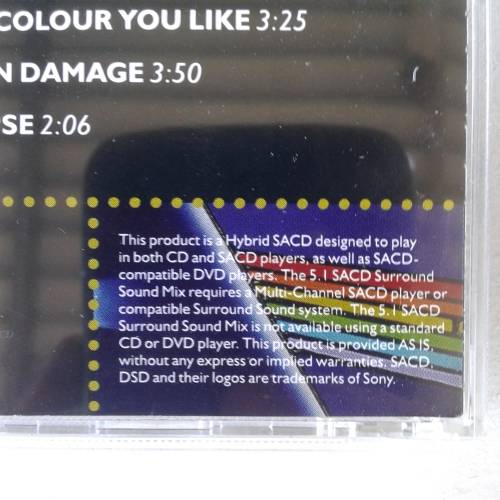 COLOUR YOU LIKE 3:25
N DAMAGE 3:50
PSE 2:06
This product is a Hybrid SACD designed to play
in both CD and SACD players, as well as SACD-
compatible DVD players. The 5.1 SACD Surround
Sound Mix requires a Multi-Channel SACD player or
compatible Surround Sound system. The 5.1 SACD
Surround Sound Mix is not available using a standard
CD or DVD player. This product is provided AS IS,
without any express or implied warranties. SACD,
DSD and their logos are trademarks of Sony.